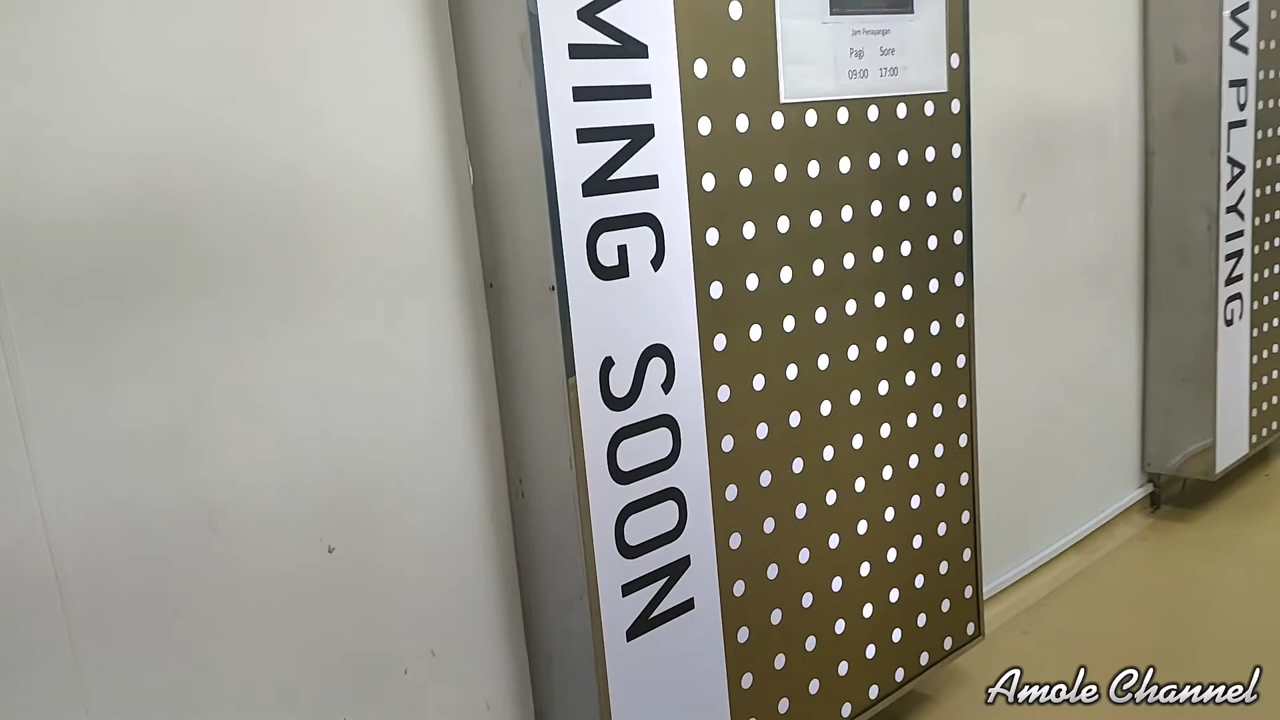 MING SOON
Jam Penayangan
Pagi Sore
09:00 17:00
W PLAYING
Amole Channel